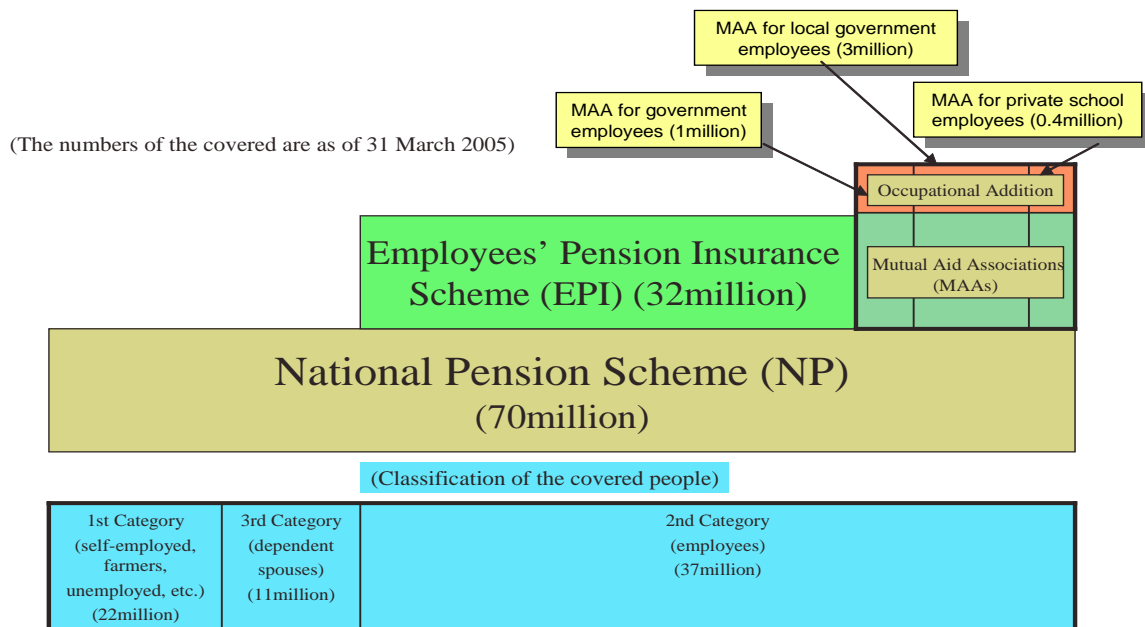 MAA for local government
employees (3million)
MAA for government
employees (1million)
MAA for private school
employees (0.4million)
(The numbers of the covered are as of 31 March 2005)
Occupational Addition
Employees’ Pension Insurance
Scheme (EPI) (32million)
Mutual Aid Associations
(MAAs)
National Pension Scheme (NP)
(70million)
(Classification of the covered people)
1st Category
(self-employed,
farmers,
unemployed, etc.)
(22million)
3rd Category
(dependent
spouses)
(11million)
2nd Category
(employees)
(37million)